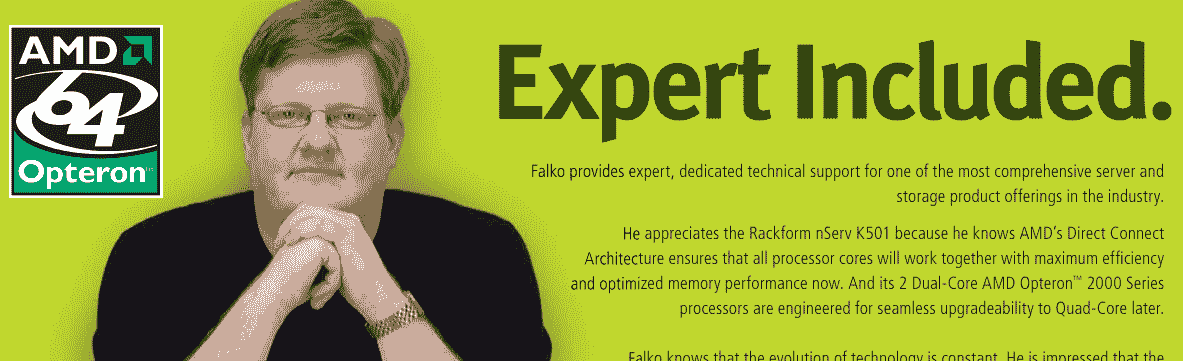 AMD
64
Opteron
Expert Included.
Falko provides expert, dedicated technical support for one of the most comprehensive server and
storage product offerings in the industry.
He appreciates the Rackform nServ K501 because he knows AMD's Direct Connect
Architecture ensures that all processor cores will work together with maximum efficiency
and optimized memory performance now. And its 2 Dual-Core AMD Opteron™ 2000 Series
processors are engineered for seamless upgradeability to Quad-Core later.
Falko knows that the evolution of technology is constant. He is impressed that the